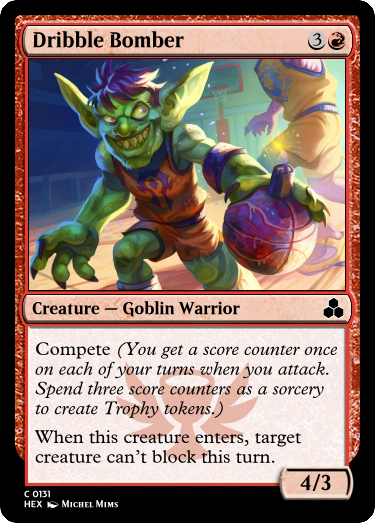 Dribble Bomber 3
Creature — Goblin Warrior
Compete (You get a score counter once
on each of your turns when you attack.
Spend three score counters as a sorcery
to create Trophy tokens.)
When this creature enters, target
creature can't block this turn.
4/3
C 0131
HEX Michel Mims